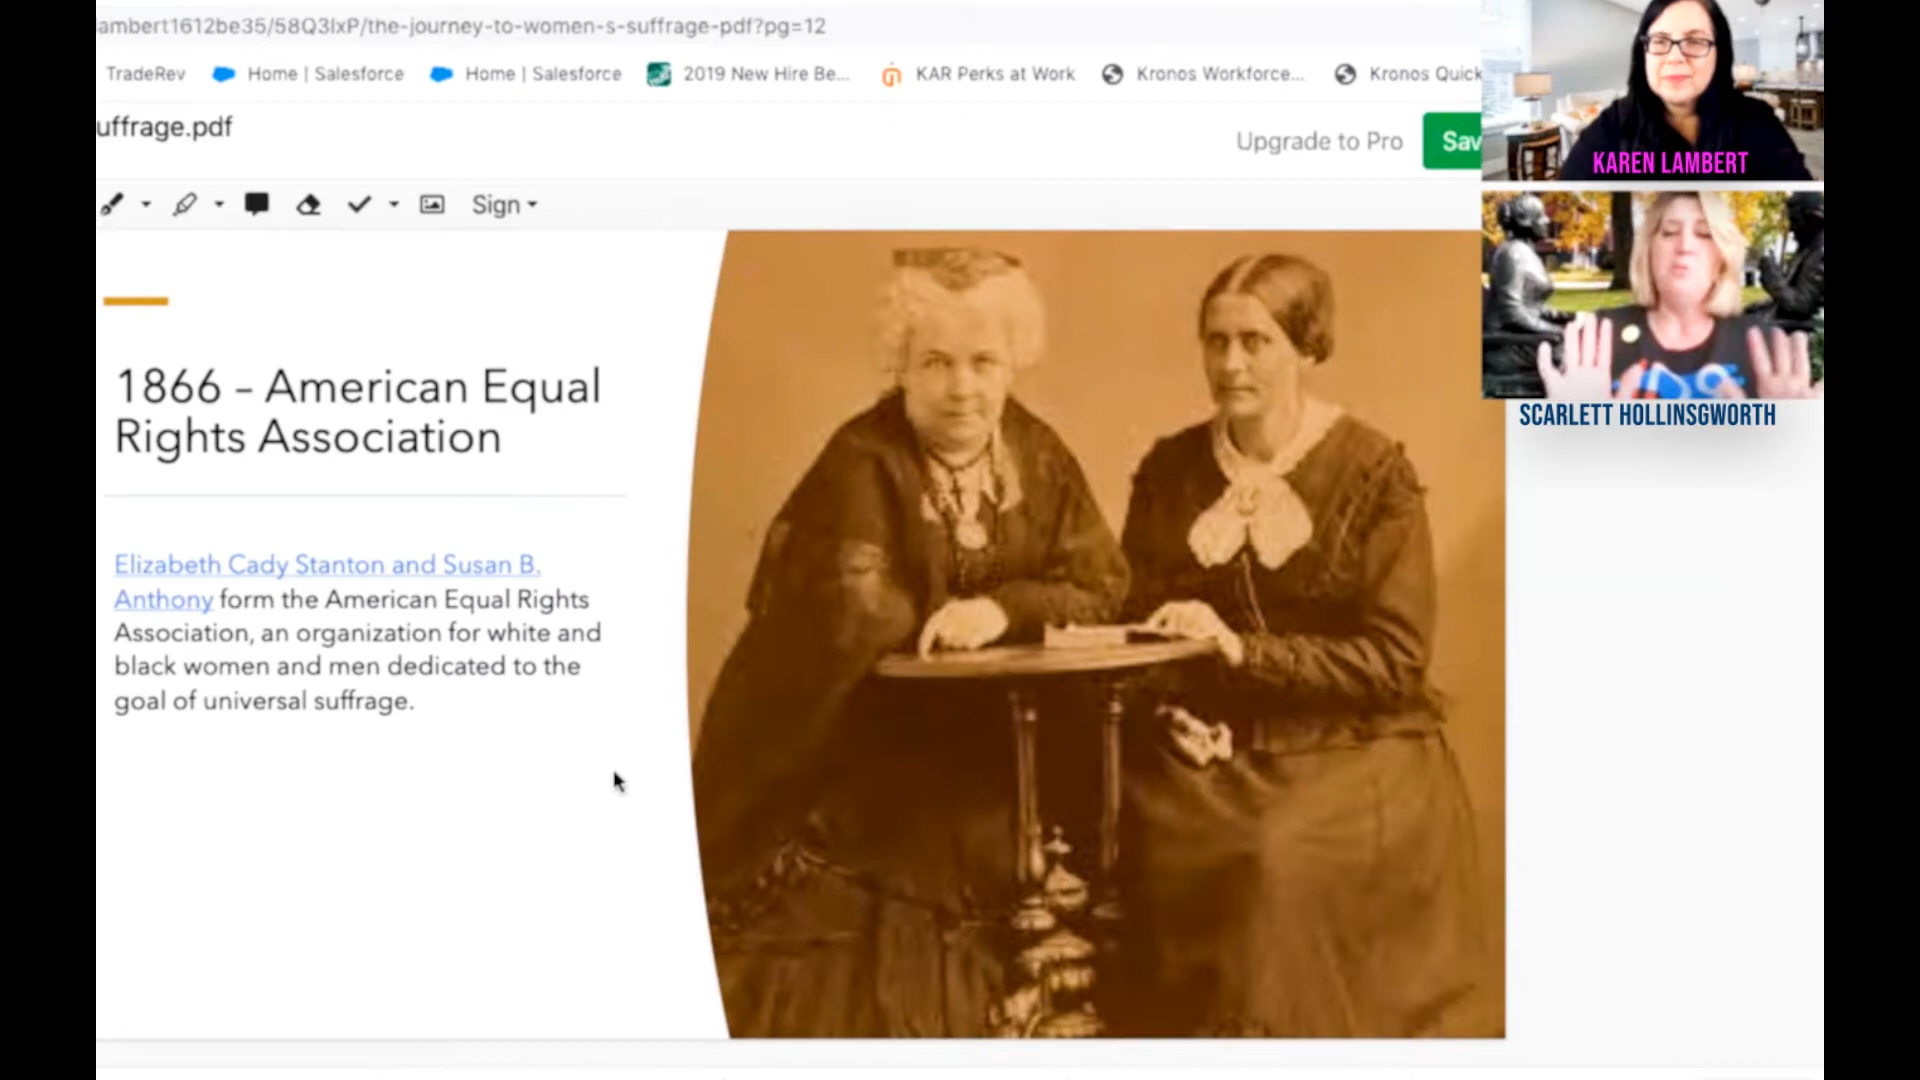 ambert1612be35/58Q3IxP/the-journey-to-women-s-suffrage-pdf?pg=12
TradeRev Home | Salesforce Home | Salesforce 2019 New Hire Be... KAR Perks at Work Kronos Workforce... Kronos Quick
uffrage.pdf
Upgrade to Pro Sav
Sign
KAREN LAMBERT
SCARLETT HOLLINSGWORTH
1866 – American Equal
Rights Association
Elizabeth Cady Stanton and Susan B.
Anthony form the American Equal Rights
Association, an organization for white and
black women and men dedicated to the
goal of universal suffrage.